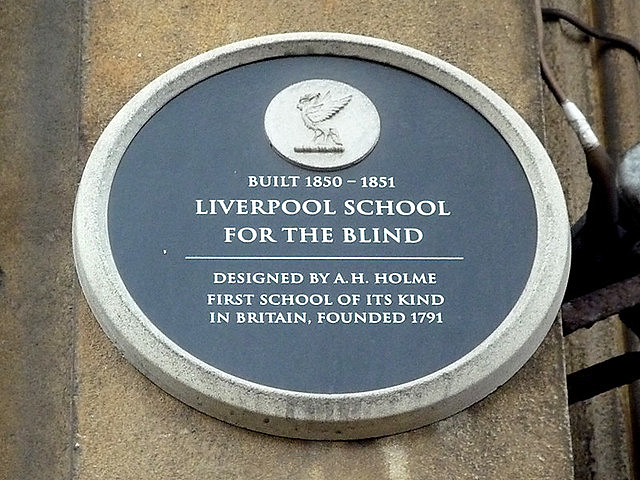 BUILT 1850 – 1851
LIVERPOOL SCHOOL
FOR THE BLIND
DESIGNED BY A.H. HOLME
FIRST SCHOOL OF ITS KIND
IN BRITAIN, FOUNDED 1791